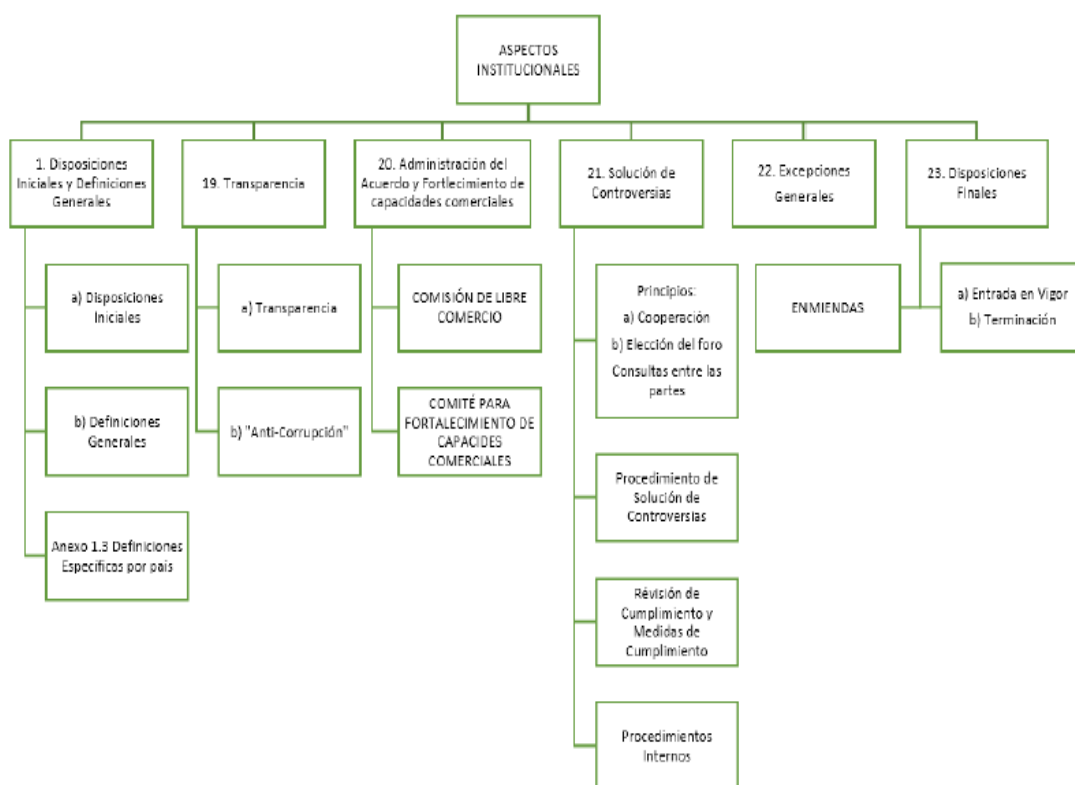 ASPECTOS
INSTITUCIONALES
1. Disposiciones
Iniciales y Definiciones
Generales
19. Transparencia
20. Administración del
Acuerdo y Fortlecimiento de
capacidades comerciales
21. Solución de
Controversias
22. Excepciones
Generales
23. Disposiciones
Finales
a) Disposiciones
Iniciales
b) Definiciones
Generales
Anexo 1.3 Definiciones
Específicas por país
a) Transparencia
b) "Anti-Corrupción"
COMISIÓN DE LIBRE
COMERCIO
COMITÉ PARA
FORTALECIMIENTO DE
CAPACIDES
COMERCIALES
Principios:
a) Cooperación
b) Elección del foro
Consultas entre las
partes
Procedimiento de
Solución de
Controversias
Révisión de
Cumplimiento y
Medidas de
Cumplimiento
Procedimientos
Internos
ENMIENDAS
a) Entrada en Vigor
b) Terminación